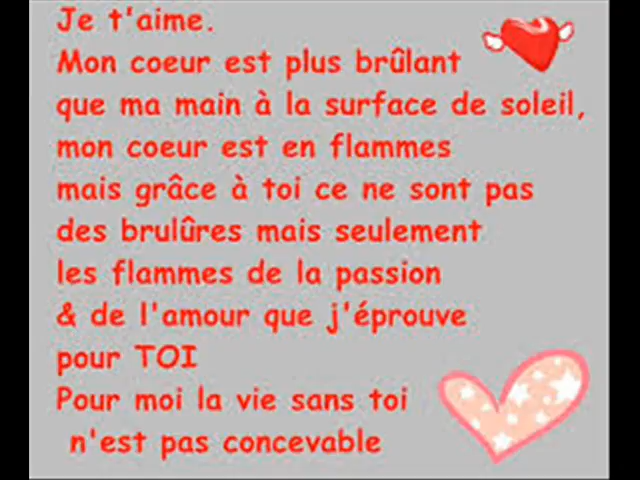 Je t'aime.
Mon coeur est plus brûlant
que ma main à la surface de soleil,
mon coeur est en flammes
mais grâce à toi ce ne sont pas
des brulûres mais seulement
les flammes de la passion
& de l'amour que j'éprouve
pour TOI
Pour moi la vie sans toi
n'est pas concevable